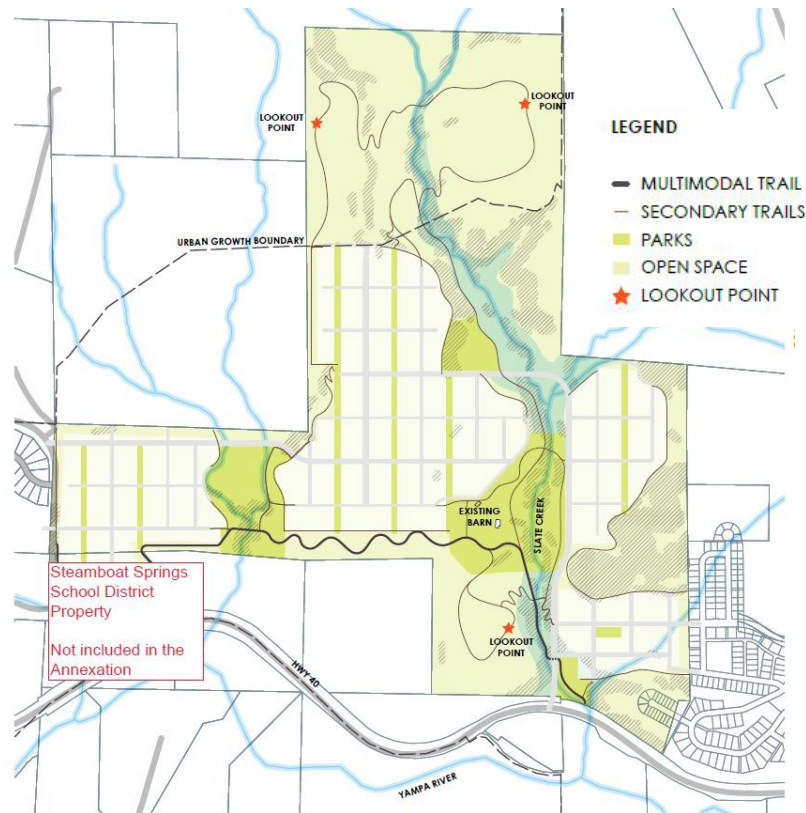 LOOKOUT
POINT
LOOKOUT
POINT
LEGEND
MULTIMODAL TRAIL
SECONDARY TRAILS
PARKS
OPEN SPACE
LOOKOUT POINT
URBAN GROWTH BOUNDARY
EXISTING
BARN
SLATE CREEK
Steamboat Springs
School District
Property
Not included in the
Annexation
LOOKOUT
POINT
HWY 40
YAMPA RIVER